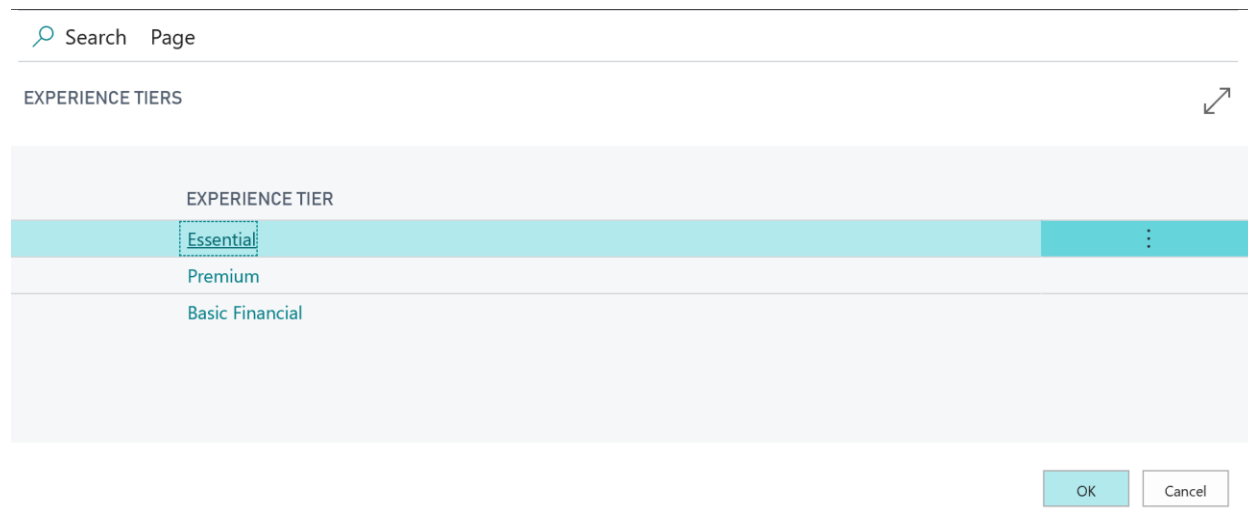 Search Page
EXPERIENCE TIERS
EXPERIENCE TIER
Essential
Premium
Basic Financial
OK Cancel